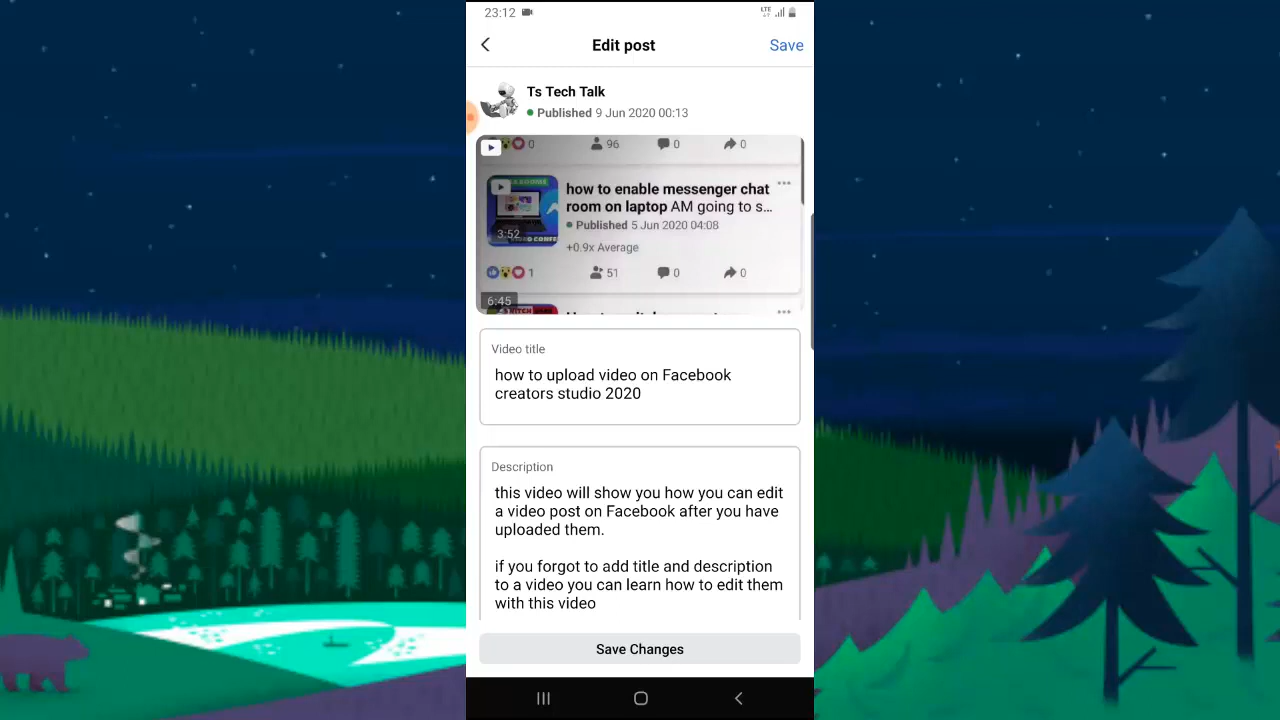 23:12
LTE
Edit post
Save
Ts Tech Talk
Published 9 Jun 2020 00:13
0 96 0 0
how to enable messenger chat
room on laptop AM going to s...
Published 5 Jun 2020 04:08
3:52
+0.9x Average
1 51 0 0
6:45
Video title
how to upload video on Facebook
creators studio 2020
Description
this video will show you how you can edit
a video post on Facebook after you have
uploaded them.
if you forgot to add title and description
to a video you can learn how to edit them
with this video
Save Changes